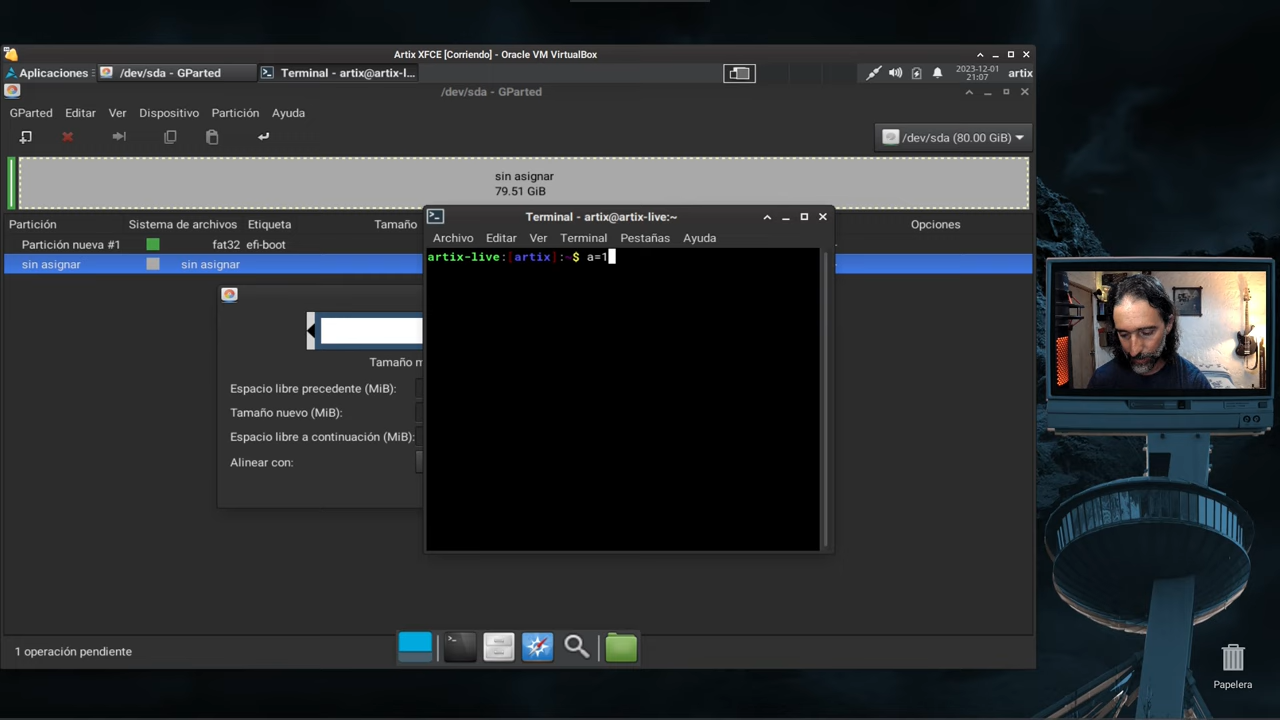 Artix XFCE [Corriendo] - Oracle VM VirtualBox
Aplicaciones
/dev/sda - GParted
Terminal - artix@artix-l...
2023-12-01
21:07
artix
/dev/sda - GParted
GParted Editar Ver Dispositivo Partición Ayuda
/dev/sda (80.00 GiB)
sin asignar
79.51 GiB
Partición Sistema de archivos Etiqueta Tamaño Opciones
Partición nueva #1 fat32 efi-boot
sin asignar sin asignar
Terminal - artix@artix-live:~
Archivo Editar Ver Terminal Pestañas Ayuda
artix-live:[artix]:~$ a=1
Tamaño m
Espacio libre precedente (MiB):
Tamaño nuevo (MiB):
Espacio libre a continuación (MiB):
Alinear con:
1 operación pendiente
Papelera